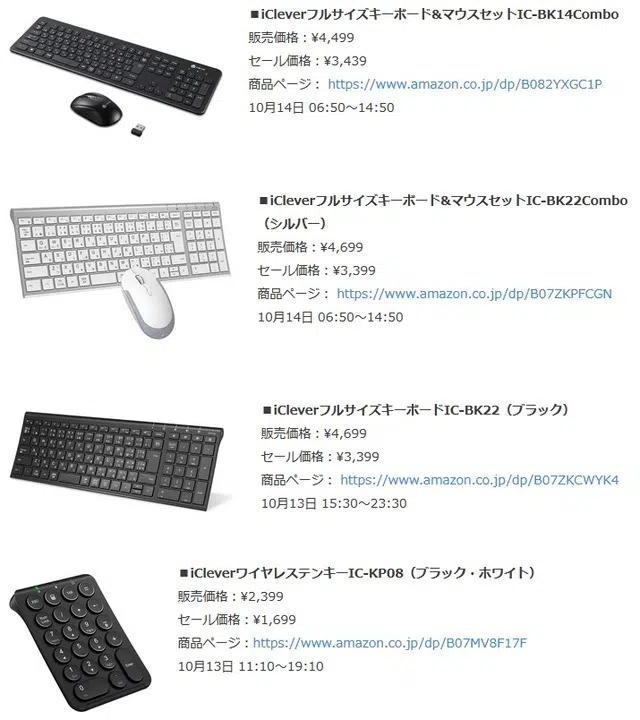 ■iCleverフルサイズキーボード&マウスセットIC-BK14Combo
販売価格：¥4,499
セール価格：¥3,439
商品ページ： https://www.amazon.co.jp/dp/B082YXGC1P
10月14日 06:50～14:50
■iCleverフルサイズキーボード&マウスセットIC-BK22Combo
（シルバー）
販売価格：¥4,699
セール価格：¥3,399
商品ページ： https://www.amazon.co.jp/dp/B07ZKPFCGN
10月14日 06:50～14:50
■iCleverフルサイズキーボードIC-BK22（ブラック）
販売価格：¥4,699
セール価格：¥3,399
商品ページ： https://www.amazon.co.jp/dp/B07ZKCWYK4
10月13日 15:30～23:30
■iCleverワイヤレステンキーIC-KP08（ブラック・ホワイト）
販売価格：¥2,399
セール価格：¥1,699
商品ページ：https://www.amazon.co.jp/dp/B07MV8F17F
10月13日 11:10～19:10